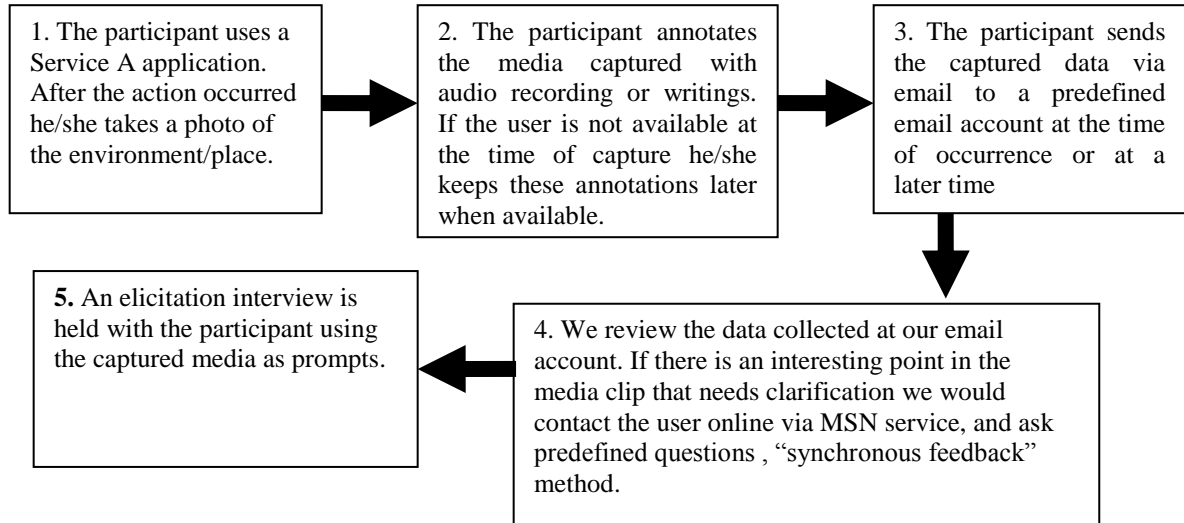 1. The participant uses a
Service A application.
After the action occurred
he/she takes a photo of
the environment/place.
2. The participant annotates
the media captured with
audio recording or writings.
If the user is not available at
the time of capture he/she
keeps these annotations later
when available.
3. The participant sends
the captured data via
email to a predefined
email account at the time
of occurrence or at a
later time
4. We review the data collected at our email
account. If there is an interesting point in the
media clip that needs clarification we would
contact the user online via MSN service, and ask
predefined questions , “synchronous feedback”
method.
5. An elicitation interview is
held with the participant using
the captured media as prompts.